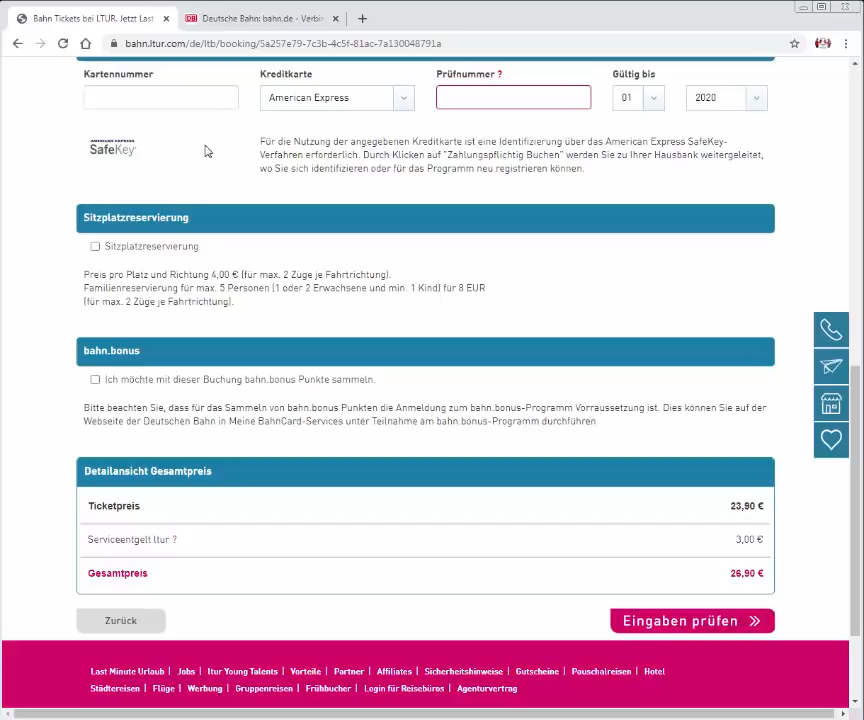 Bahn Tickets bei LTUR. Jetzt Last
Deutsche Bahn: bahn.de - Verbin
bahn.ltur.com/de/ltb/booking/5a257e79-7c3b-4c5f-81ac-7a130048791a
Kartennummer Kreditkarte Prüfnummer ? Gültig bis
American Express 01 2020
AMERICAN EXPRESS
SafeKey
Für die Nutzung der angegebenen Kreditkarte ist eine Identifizierung über das American Express SafeKey-
Verfahren erforderlich. Durch Klicken auf "Zahlungspflichtig Buchen" werden Sie zu Ihrer Hausbank weitergeleitet,
wo Sie sich identifizieren oder für das Programm neu registrieren können.
Sitzplatzreservierung
Sitzplatzreservierung
Preis pro Platz und Richtung 4,00 € (für max. 2 Züge je Fahrtrichtung).
Familienreservierung für max. 5 Personen (1 oder 2 Erwachsene und min. 1 Kind) für 8 EUR
(für max. 2 Züge je Fahrtrichtung).
bahn.bonus
Ich möchte mit dieser Buchung bahn.bonus Punkte sammeln.
Bitte beachten Sie, dass für das Sammeln von bahn.bonus Punkten die Anmeldung zum bahn.bonus-Programm Vorraussetzung ist. Dies können Sie auf der
Webseite der Deutschen Bahn in Meine BahnCard-Services unter Teilnahme am bahn.bonus-Programm durchführen
Detailansicht Gesamtpreis
Ticketpreis 23,90 €
Serviceentgelt ltur ? 3,00 €
Gesamtpreis 26,90 €
Zurück Eingaben prüfen
Last Minute Urlaub | Jobs | ltur Young Talents | Vorteile | Partner | Affiliates | Sicherheitshinweise | Gutscheine | Pauschalreisen | Hotel
Städtereisen | Flüge | Werbung | Gruppenreisen | Frühbucher | Login für Reisebüros | Agenturvertrag